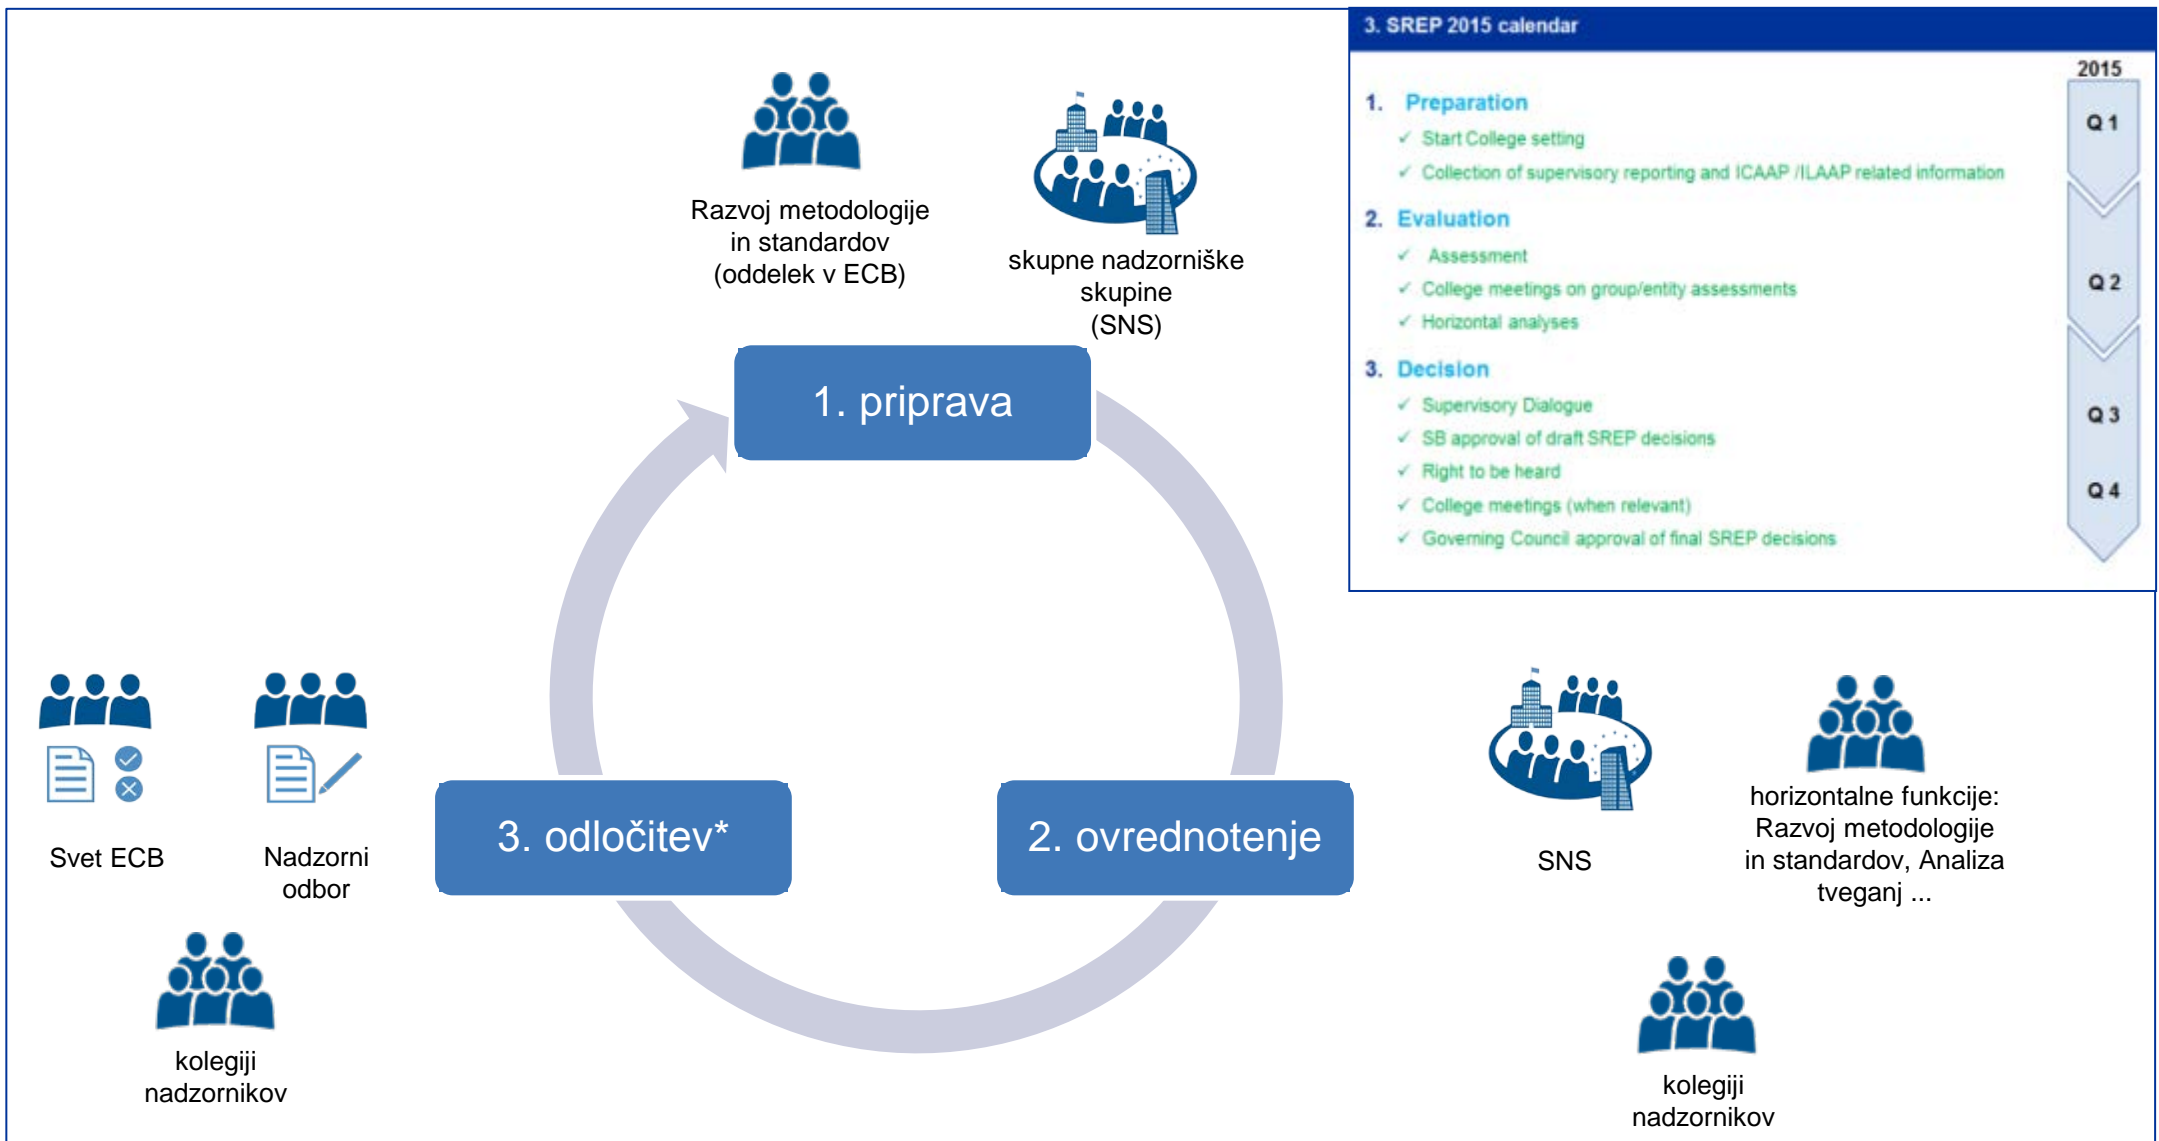 3. SREP 2015 calendar
2015
1. Preparation
✓ Start College setting
✓ Collection of supervisory reporting and ICAAP /ILAAP related information
Q 1
2. Evaluation
✓ Assessment
✓ College meetings on group/entity assessments
✓ Horizontal analyses
Q 2
3. Decision
✓ Supervisory Dialogue
✓ SB approval of draft SREP decisions
✓ Right to be heard
✓ College meetings (when relevant)
✓ Governing Council approval of final SREP decisions
Q 3
Q 4
Razvoj metodologije
in standardov
(oddelek v ECB)
skupne nadzorniške
skupine
(SNS)
1. priprava
2. ovrednotenje
SNS
horizontalne funkcije:
Razvoj metodologije
in standardov, Analiza
tveganj ...
kolegiji
nadzornikov
3. odločitev*
Svet ECB
Nadzorni
odbor
kolegiji
nadzornikov